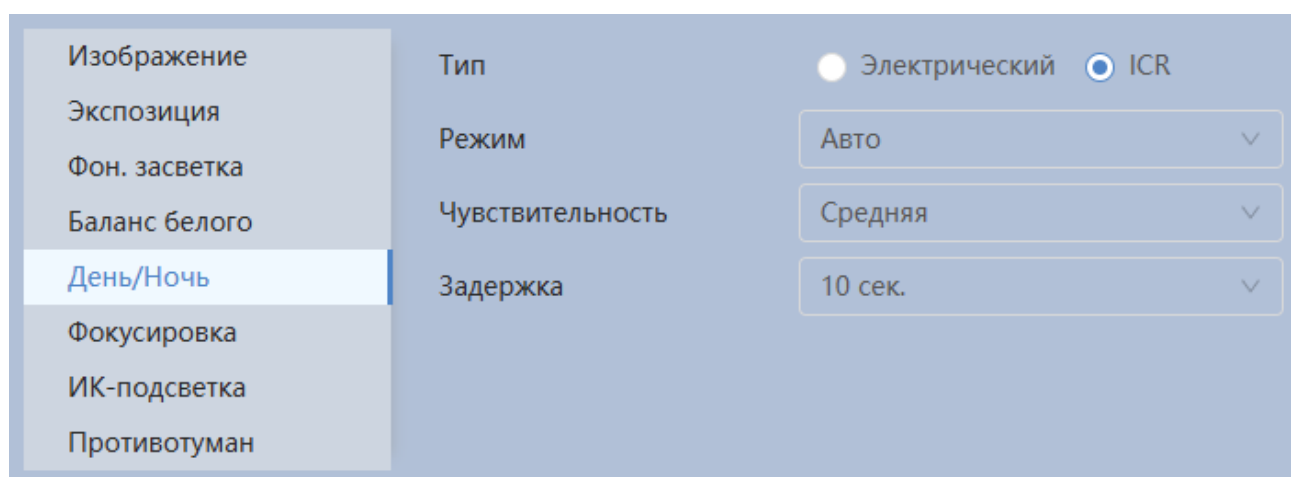 Изображение
Экспозиция
Фон. засветка
Баланс белого
День/Ночь
Фокусировка
ИК-подсветка
Противотуман
Тип Электрический ICR
Режим Авто
Чувствительность Средняя
Задержка 10 сек.